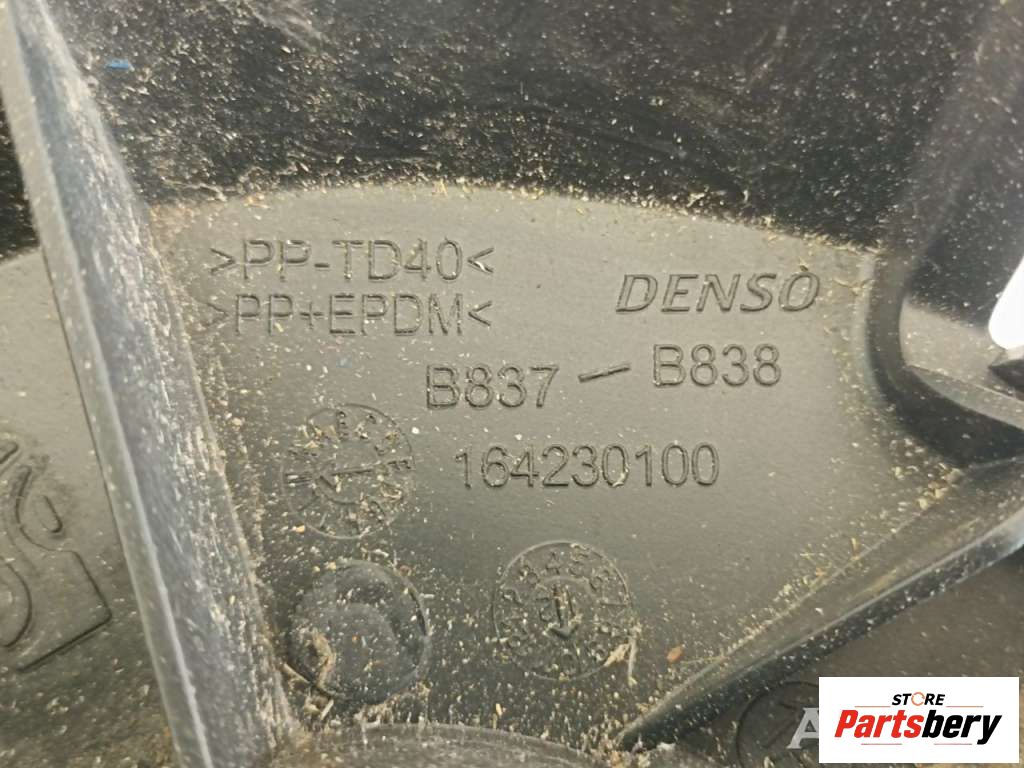 >PP-TD40<
>PP+EPDM<
DENSO
B837 - B838
164230100
STORE
Partsbery